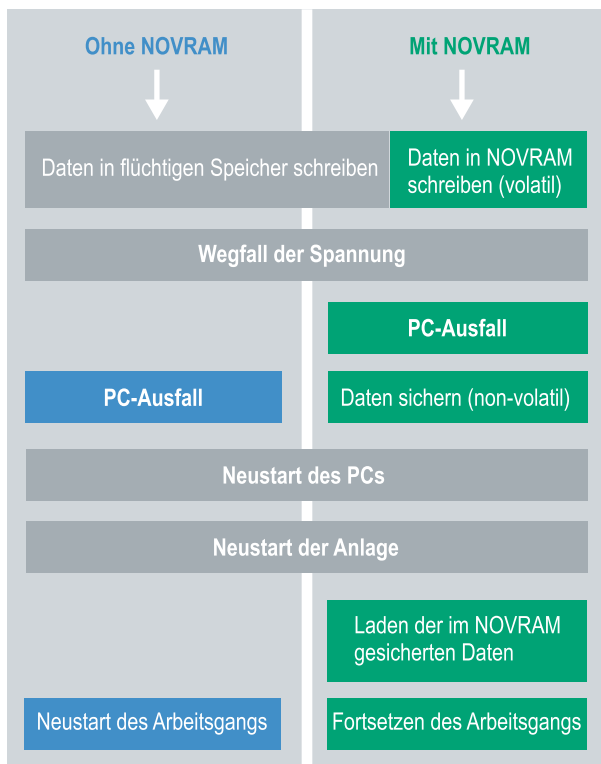 Ohne NOVRAM
Mit NOVRAM
Daten in flüchtigen Speicher schreiben
Daten in NOVRAM
schreiben (volatil)
Wegfall der Spannung
PC-Ausfall
PC-Ausfall
Daten sichern (non-volatil)
Neustart des PCs
Neustart der Anlage
Laden der im NOVRAM
gesicherten Daten
Neustart des Arbeitsgangs
Fortsetzen des Arbeitsgangs